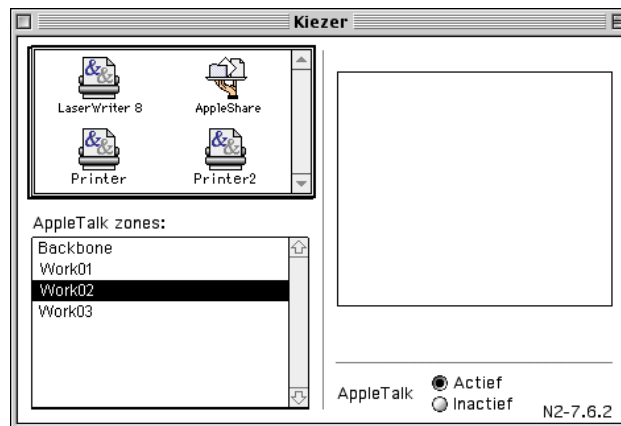 Kiezer
LaserWriter 8 AppleShare
Printer Printer2
AppleTalk zones:
Backbone
Work01
Work02
Work03
AppleTalk
Actief
Inactief
N2-7.6.2